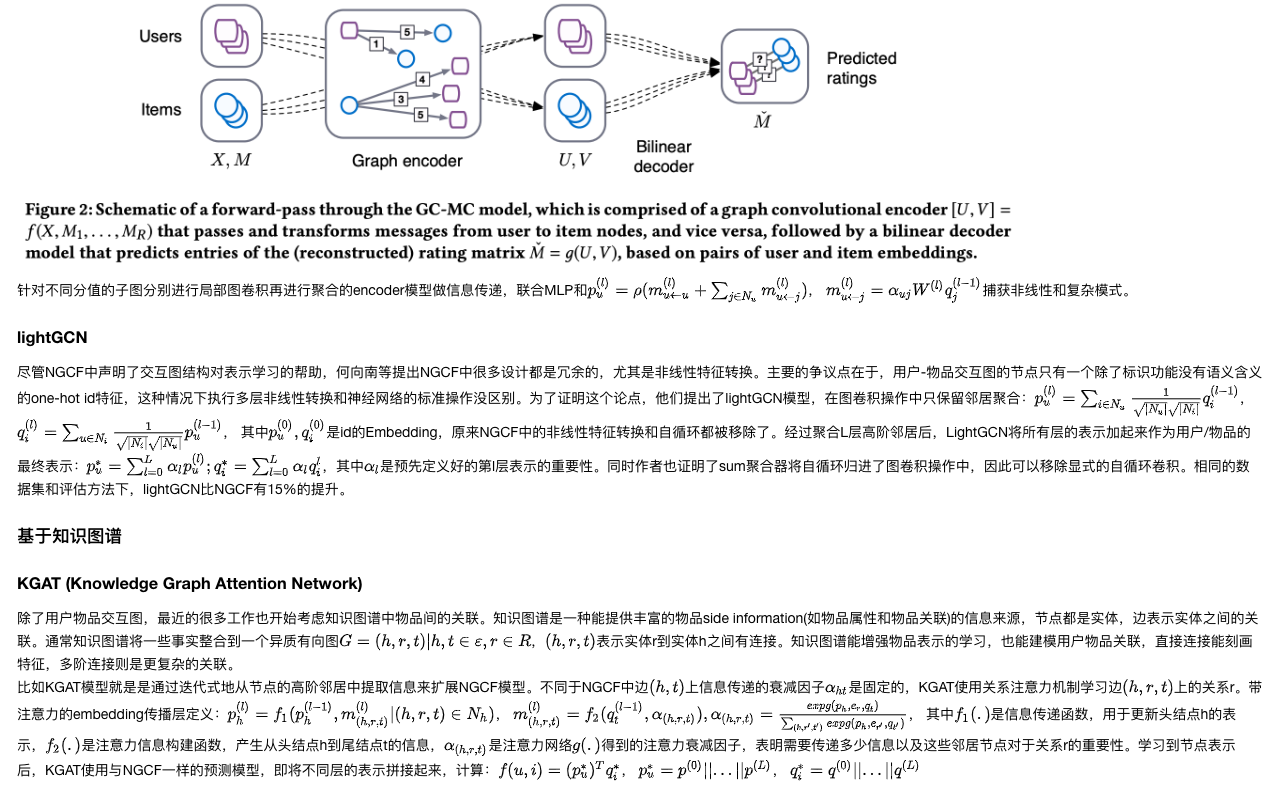 Users
Items
5
1
4
3
5
? ? ?
Predicted
ratings
X, M
Graph encoder
U, V
Bilinear
decoder
M̌
Figure 2: Schematic of a forward-pass through the GC-MC model, which is comprised of a graph convolutional encoder [U, V] =
f(X, M₁, . . . , M_R) that passes and transforms messages from user to item nodes, and vice versa, followed by a bilinear decoder
model that predicts entries of the (reconstructed) rating matrix M̌ = g(U, V), based on pairs of user and item embeddings.
针对不同分值的子图分别进行局部图卷积再进行聚合的encoder模型做信息传递，联合MLP和p_u^{(l)} = ρ(m_{u←u}^{(l)} + ∑_{j∈N_u} m_{u←j}^{(l)})， m_{u←j}^{(l)} = α_{uj}W^{(l)}q_j^{(l−1)}捕获非线性和复杂模式。
lightGCN
尽管NGCF中声明了交互图结构对表示学习的帮助，何向南等提出NGCF中很多设计都是冗余的，尤其是非线性特征转换。主要的争议点在于，用户-物品交互图的节点只有一个除了标识功能没有语义含义
的one-hot id特征，这种情况下执行多层非线性转换和神经网络的标准操作没区别。为了证明这个论点，他们提出了lightGCN模型，在图卷积操作中只保留邻居聚合：p_u^{(l)} = ∑_{i∈N_u} \frac{1}{√|N_u|√|N_i|} q_i^{(l−1)}，
q_i^{(l)} = ∑_{u∈N_i} \frac{1}{√|N_i|√|N_u|} p_u^{(l−1)}， 其中p_u^{(0)}, q_i^{(0)}是id的Embedding，原来NGCF中的非线性特征转换和自循环都被移除了。经过聚合L层高阶邻居后，LightGCN将所有层的表示加起来作为用户/物品的
最终表示：p_u^* = ∑_{l=0}^L α_l p_u^{(l)}; q_i^* = ∑_{l=0}^L α_l q_i^l，其中α_l是预先定义好的第l层表示的重要性。同时作者也证明了sum聚合器将自循环归进了图卷积操作中，因此可以移除显式的自循环卷积。相同的数
据集和评估方法下，lightGCN比NGCF有15%的提升。
基于知识图谱
KGAT (Knowledge Graph Attention Network)
除了用户物品交互图，最近的很多工作也开始考虑知识图谱中物品间的关联。知识图谱是一种能提供丰富的物品side information(如物品属性和物品关联)的信息来源，节点都是实体，边表示实体之间的关
联。通常知识图谱将一些事实整合到一个异质有向图G = (h, r, t)|h, t ∈ ε, r ∈ R，(h, r, t)表示实体r到实体h之间有连接。知识图谱能增强物品表示的学习，也能建模用户物品关联，直接连接能刻画
特征，多阶连接则是更复杂的关联。
比如KGAT模型就是是通过迭代式地从节点的高阶邻居中提取信息来扩展NGCF模型。不同于NGCF中边(h, t)上信息传递的衰减因子α_{ht}是固定的，KGAT使用关系注意力机制学习边(h, r, t)上的关系r。带
注意力的embedding传播层定义：p_h^{(l)} = f_1(p_h^{(l−1)}, m_{(h,r,t)}^{(l)}|(h, r, t) ∈ N_h)， m_{(h,r,t)}^{(l)} = f_2(q_t^{(l−1)}, α_{(h,r,t)}), α_{(h,r,t)} = \frac{expg(p_h,e_r,q_t)}{∑_{(h,r',t')} expg(p_h,e_{r'},q_{t'})}， 其中f_1(.)是信息传递函数，用于更新头结点h的表
示，f_2(.)是注意力信息构建函数，产生从头结点h到尾结点t的信息，α_{(h,r,t)}是注意力网络g(.)得到的注意力衰减因子，表明需要传递多少信息以及这些邻居节点对于关系r的重要性。学习到节点表示
后，KGAT使用与NGCF一样的预测模型，即将不同层的表示拼接起来，计算：f(u, i) = (p_u^*)^T q_i^*， p_u^* = p^{(0)}||. . . ||p^{(L)}， q_i^* = q^{(0)}||. . . ||q^{(L)}